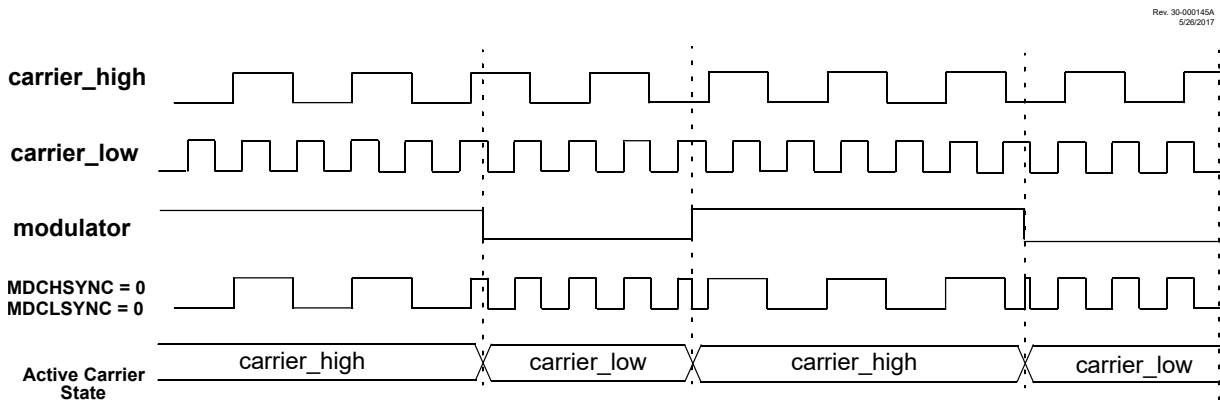 Rev. 30-000145A
5/26/2017
carrier_high
carrier_low
modulator
MDCHSYNC = 0
MDCLSYNC = 0
Active Carrier
State
carrier_high
carrier_low
carrier_high
carrier_low